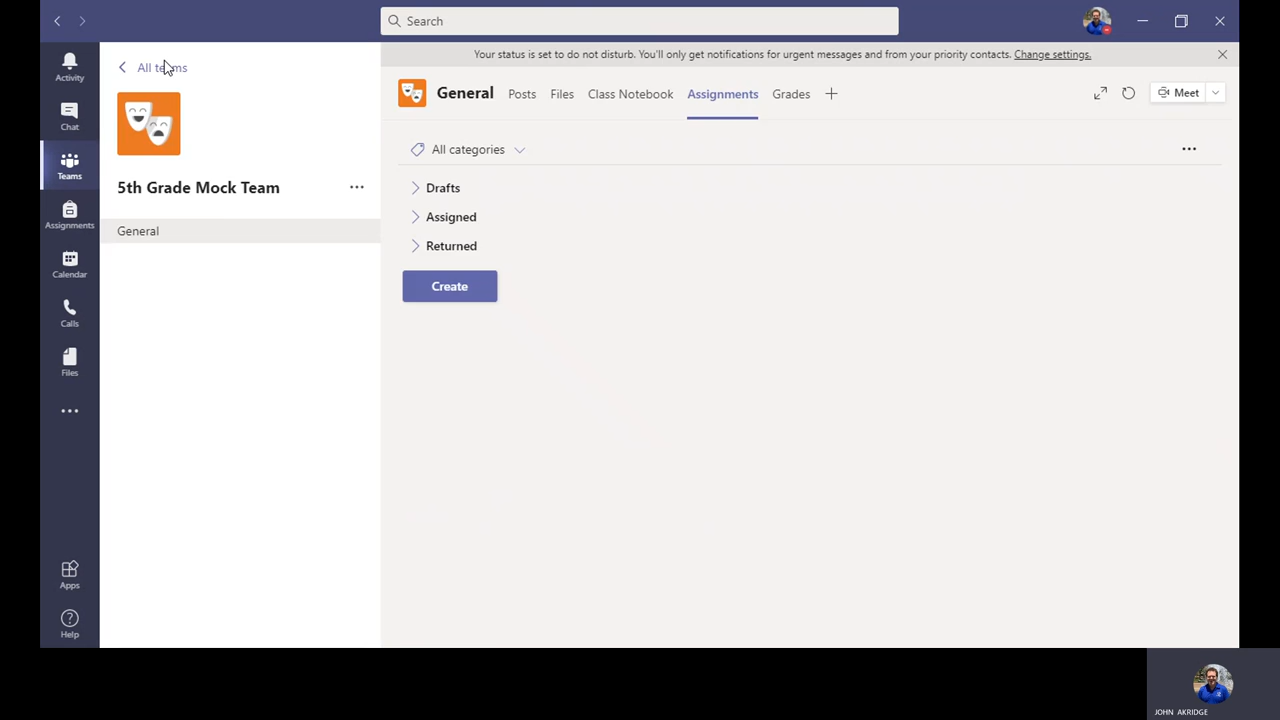 Search
Activity
Chat
Teams
Assignments
Calendar
Calls
Files
Apps
Help
All teams
5th Grade Mock Team
General
Your status is set to do not disturb. You'll only get notifications for urgent messages and from your priority contacts. Change settings.
General Posts Files Class Notebook Assignments Grades Meet
All categories
Drafts
Assigned
Returned
Create
JOHN AKRIDGE